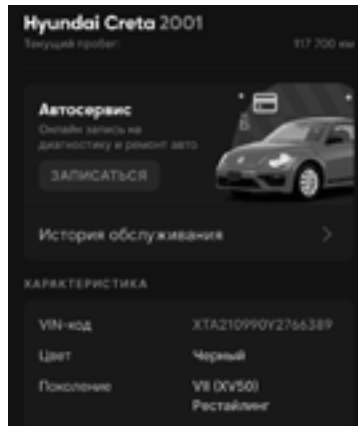 Hyundai Creta 2001
Текущий пробег: 917 700 км
Автосервис
Онлайн запись на
диагностику и ремонт авто
ЗАПИСАТЬСЯ
История обслуживания
ХАРАКТЕРИСТИКА
VIN-код XTA210990Y2766389
Цвет Черный
Поколение VII (XV50)
Рестайлинг